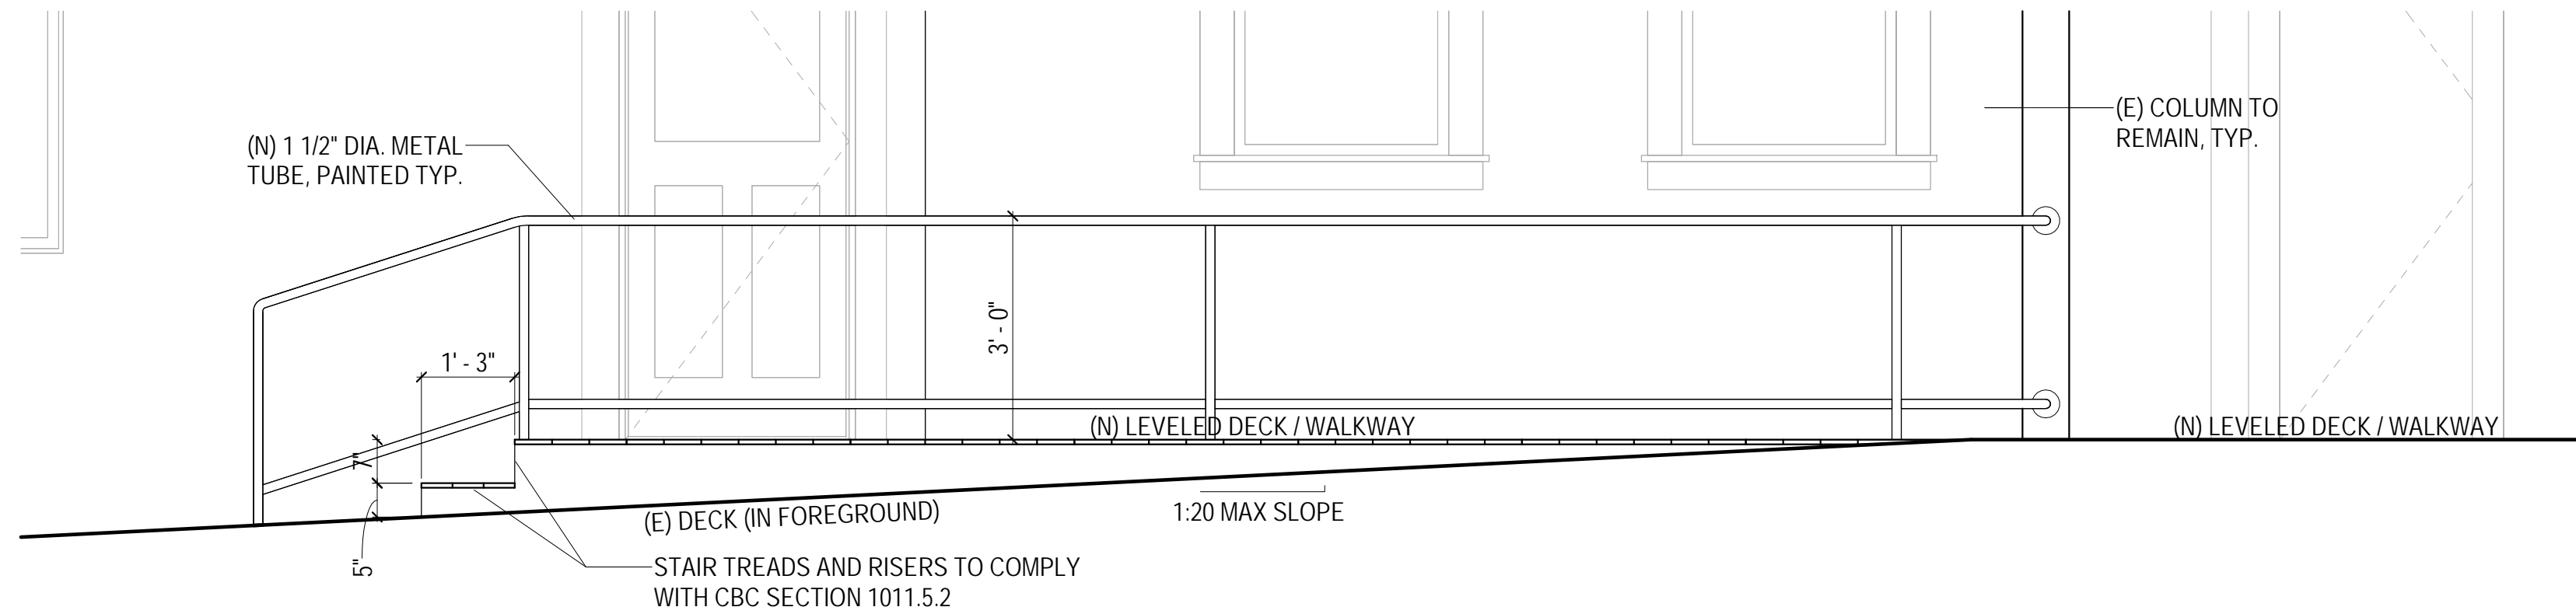 (N) 1 1/2" DIA. METAL
TUBE, PAINTED TYP.
(E) COLUMN TO
REMAIN, TYP.
3' - 0"
1' - 3"
(N) LEVELED DECK / WALKWAY
(N) LEVELED DECK / WALKWAY
7"
5"
(E) DECK (IN FOREGROUND)
1:20 MAX SLOPE
STAIR TREADS AND RISERS TO COMPLY
WITH CBC SECTION 1011.5.2